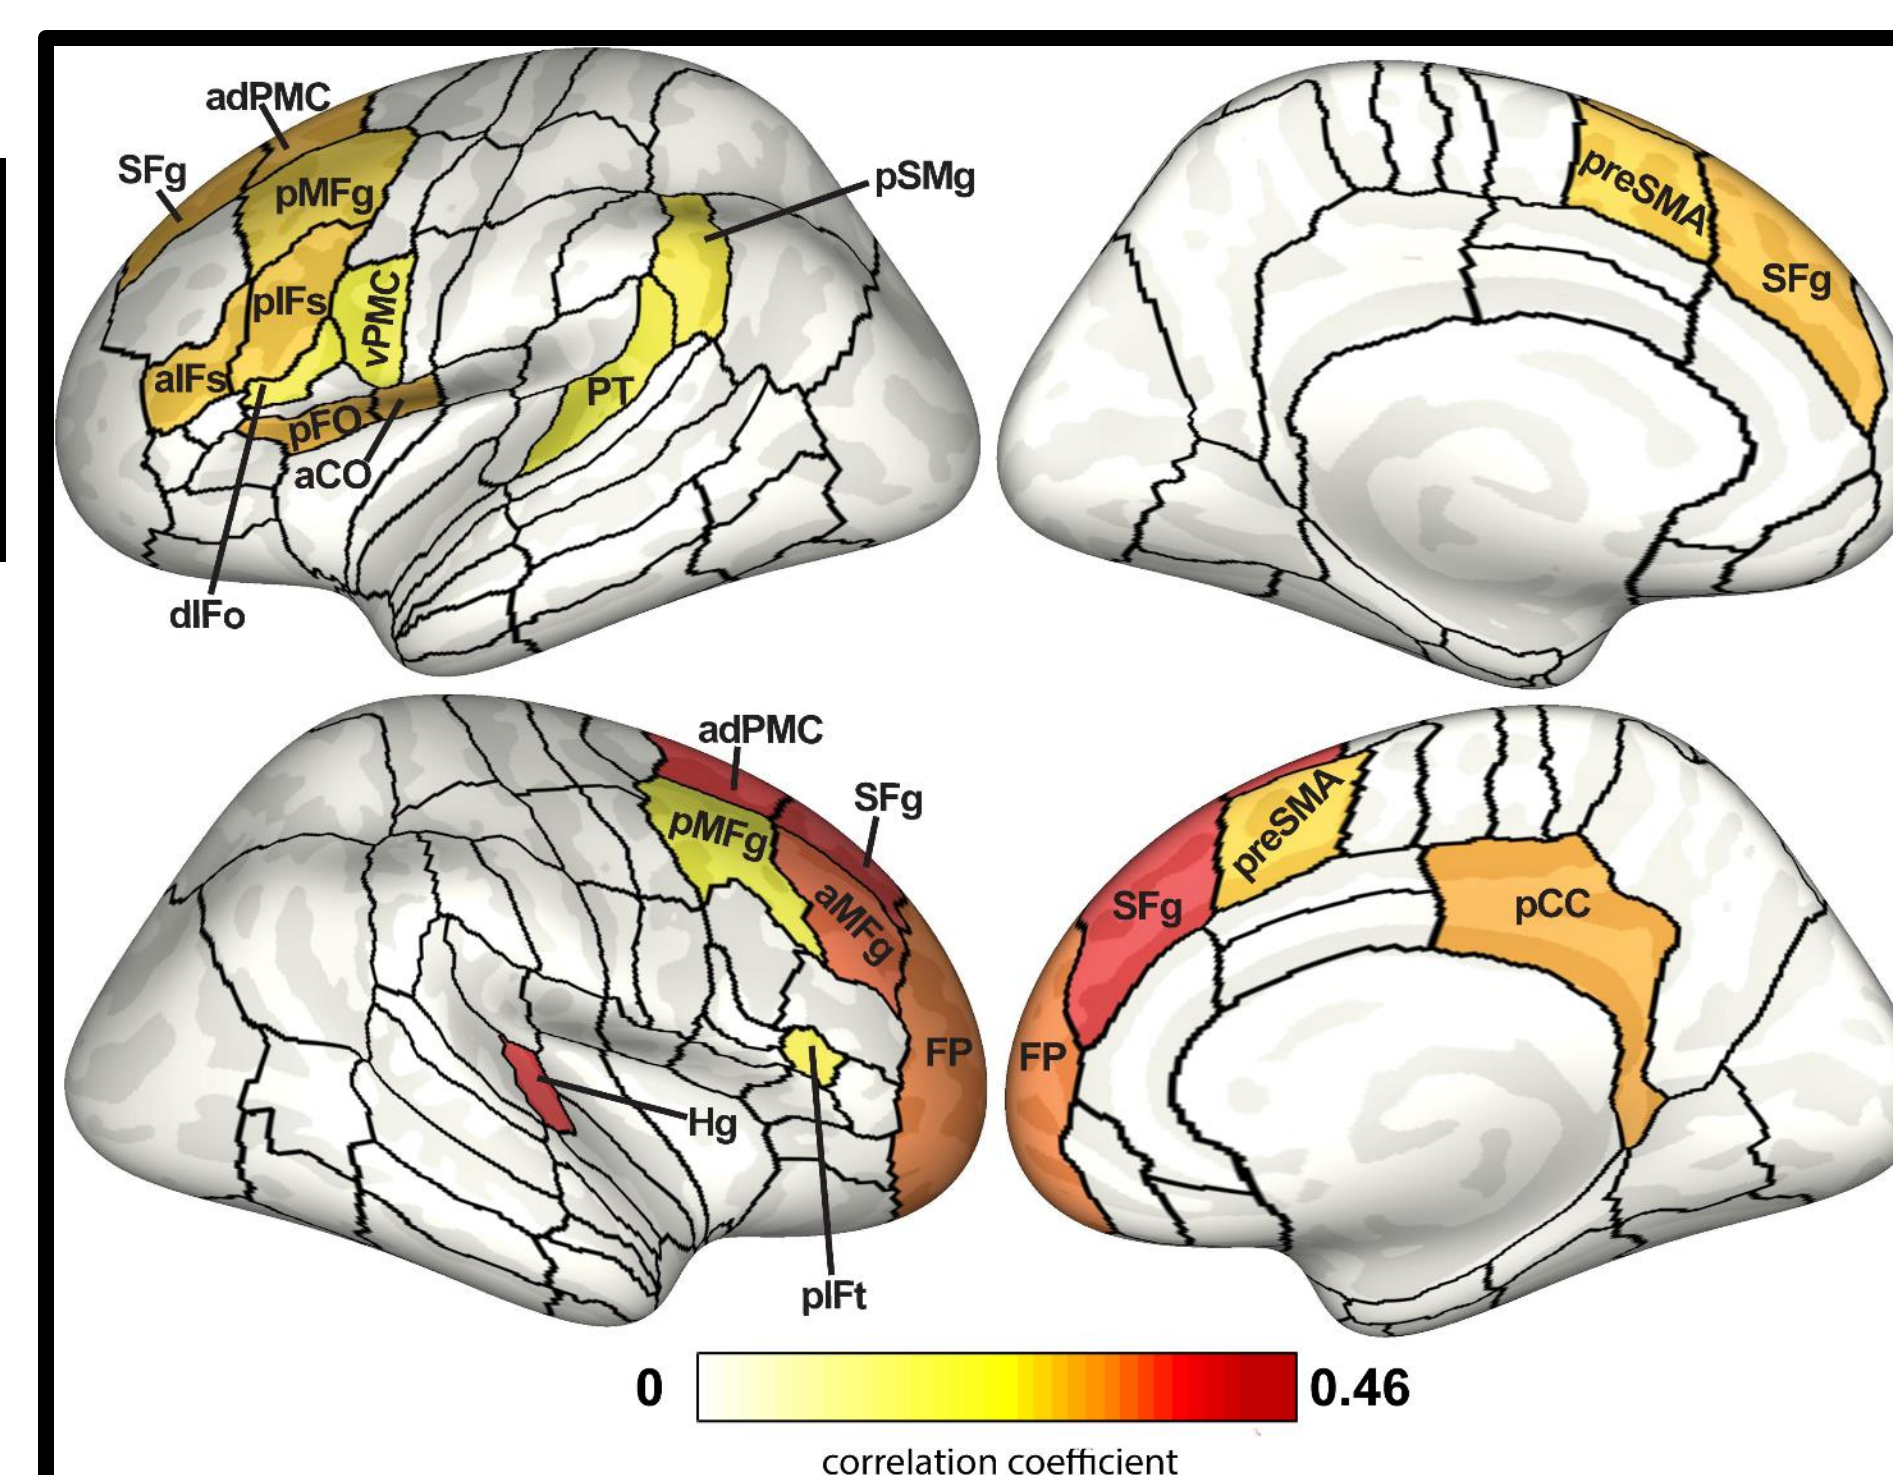 adPMC
SFg
pMFg
pSMg
pIFs
vPMC
aIFs
PT
pFO
aCO
dIFo
preSMA
SFg
adPMC
SFg
pMFg
aMFg
FP
Hg
pIFt
preSMA
SFg
pCC
FP
0
0.46
correlation coefficient